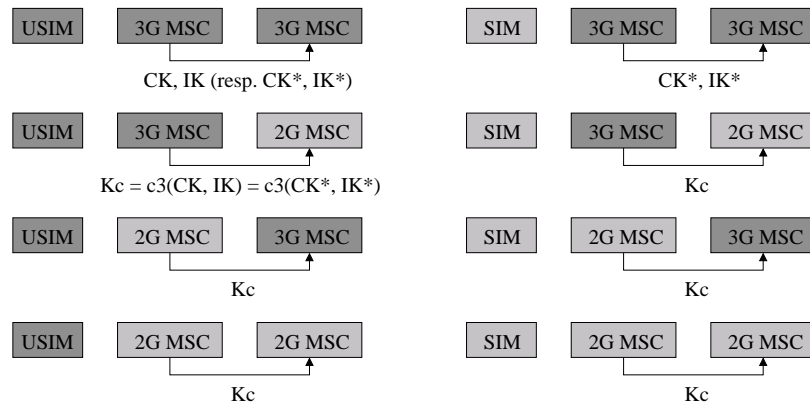 USIM 3G MSC 3G MSC SIM 3G MSC 3G MSC
CK, IK (resp. CK*, IK*) CK*, IK*
USIM 3G MSC 2G MSC SIM 3G MSC 2G MSC
Kc = c3(CK, IK) = c3(CK*, IK*) Kc
USIM 2G MSC 3G MSC SIM 2G MSC 3G MSC
Kc Kc
USIM 2G MSC 2G MSC SIM 2G MSC 2G MSC
Kc Kc